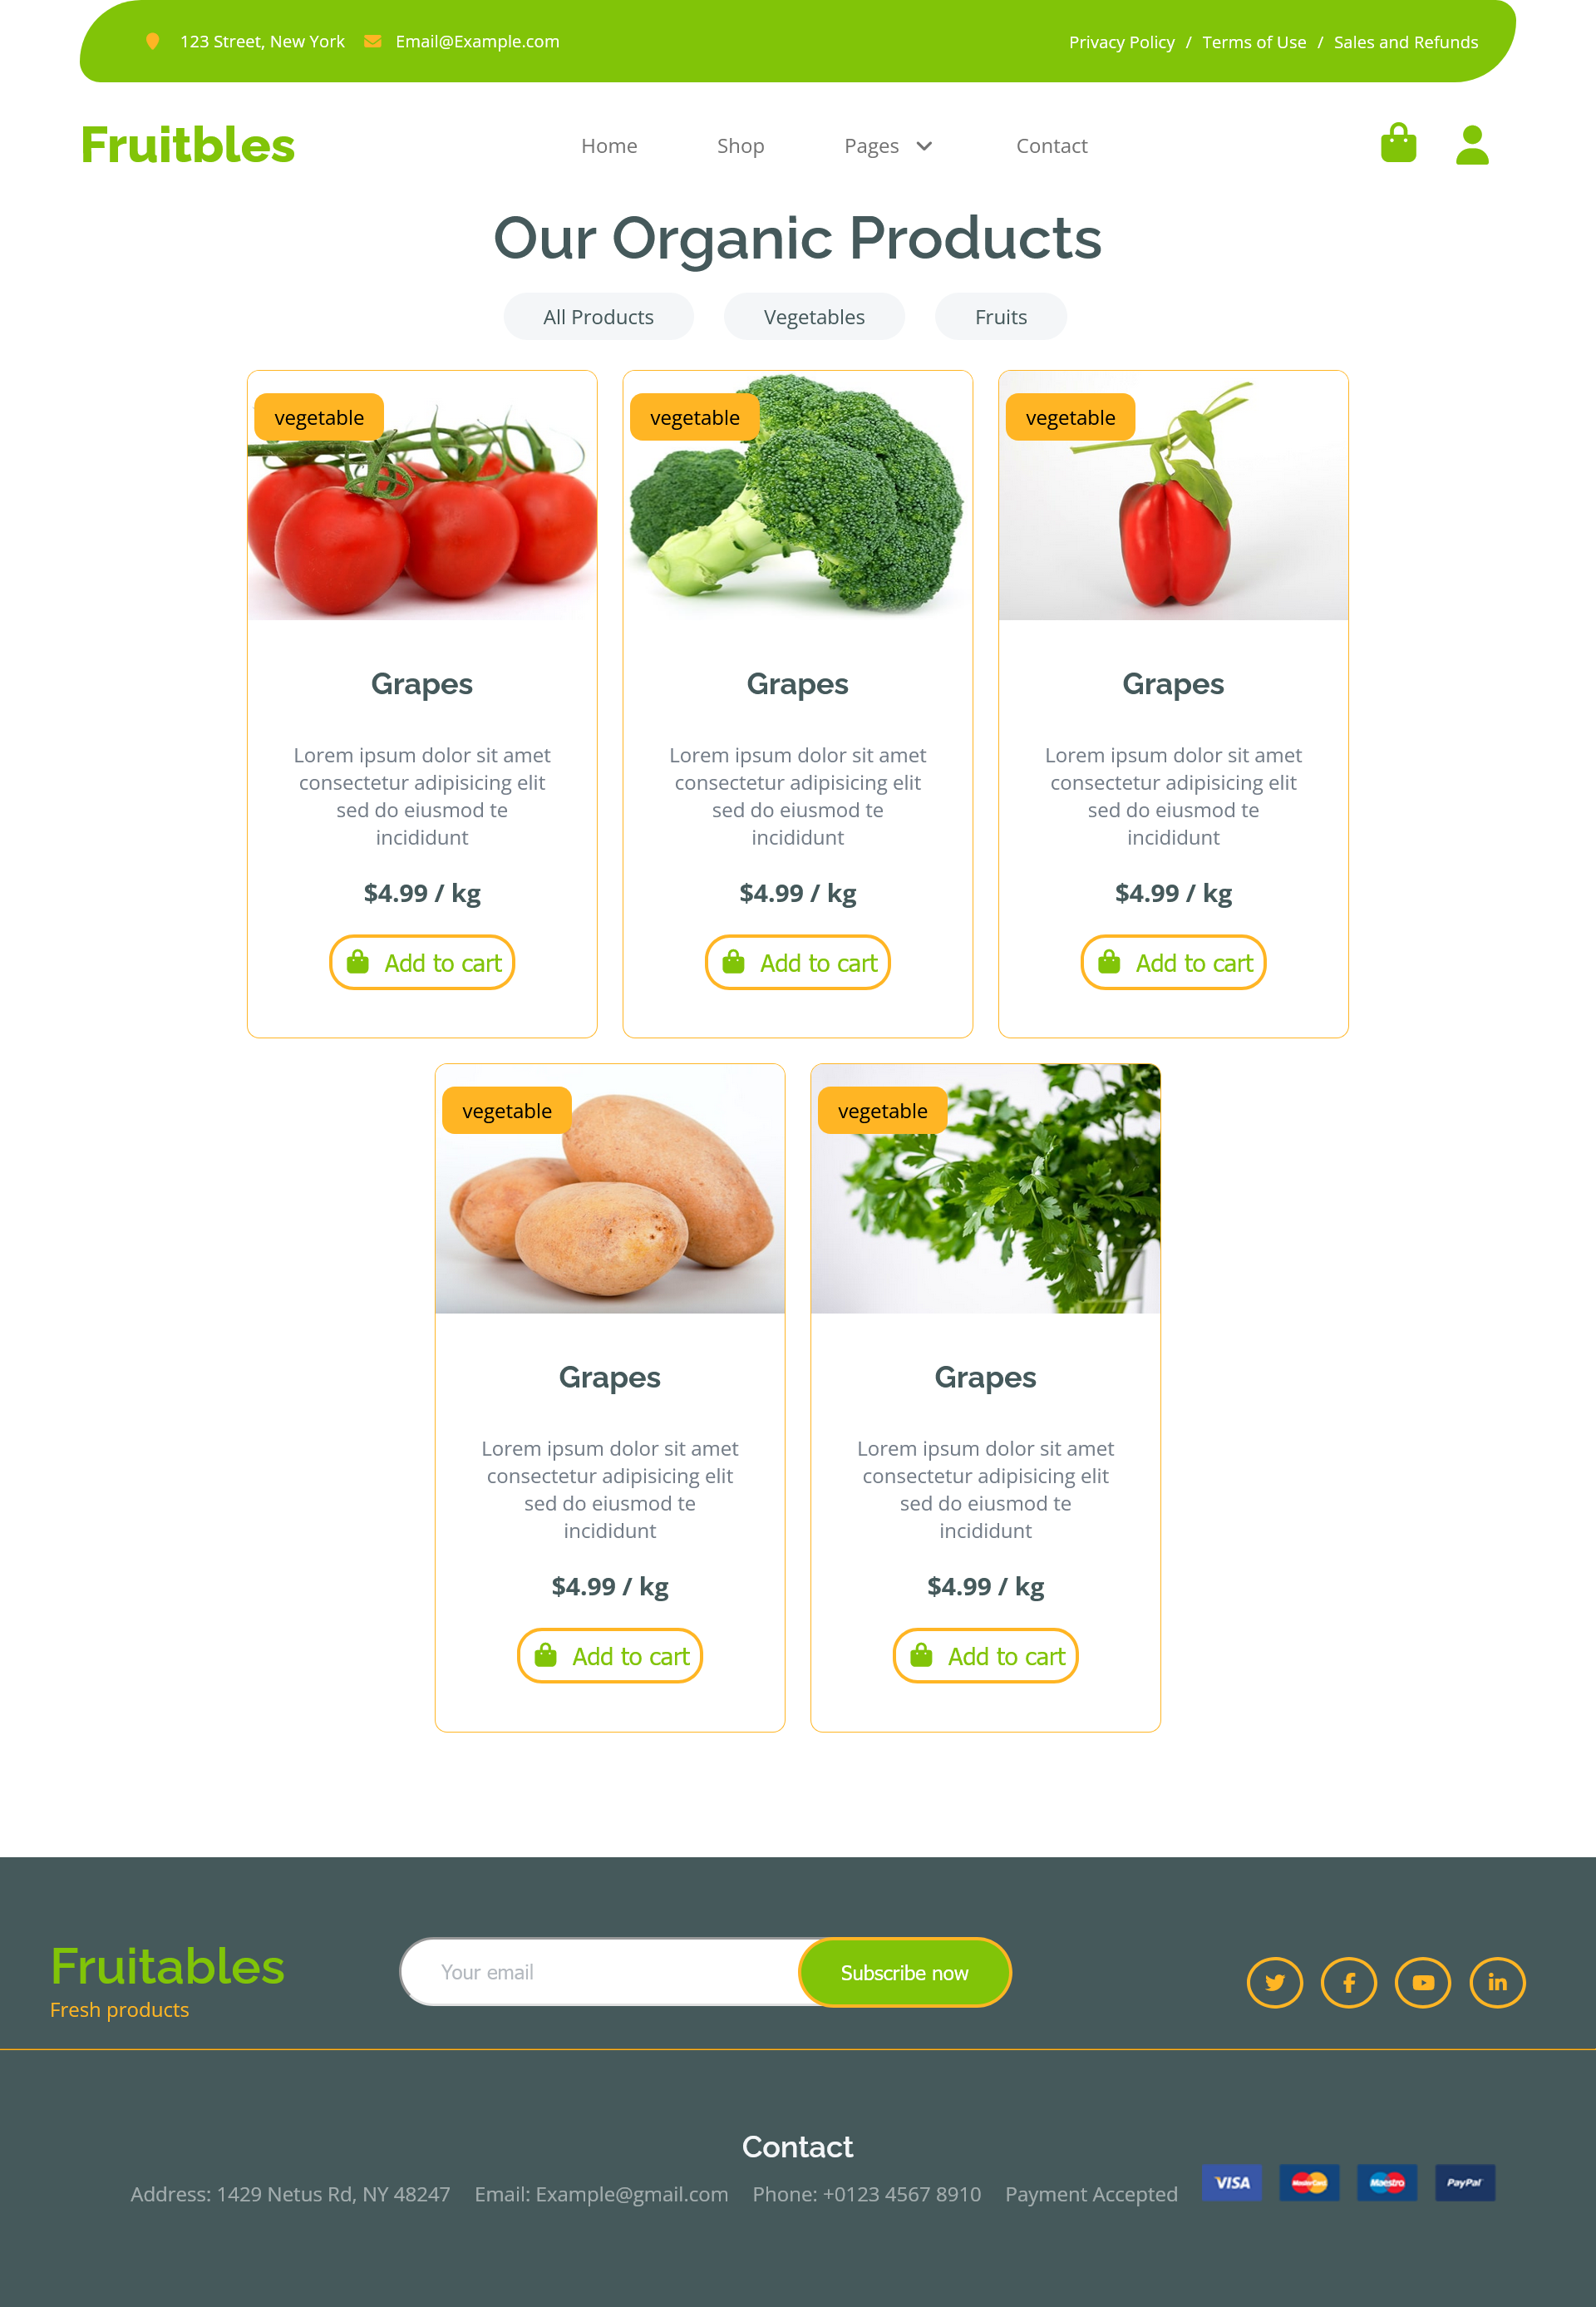 123 Street, New York Email@Example.com Privacy Policy / Terms of Use / Sales and Refunds
Fruitbles Home Shop Pages Contact
Our Organic Products
All Products Vegetables Fruits
vegetable vegetable vegetable
Grapes Grapes Grapes
Lorem ipsum dolor sit amet Lorem ipsum dolor sit amet Lorem ipsum dolor sit amet
consectetur adipisicing elit consectetur adipisicing elit consectetur adipisicing elit
sed do eiusmod te sed do eiusmod te sed do eiusmod te
incididunt incididunt incididunt
$4.99 / kg $4.99 / kg $4.99 / kg
Add to cart Add to cart Add to cart
vegetable vegetable
Grapes Grapes
Lorem ipsum dolor sit amet Lorem ipsum dolor sit amet
consectetur adipisicing elit consectetur adipisicing elit
sed do eiusmod te sed do eiusmod te
incididunt incididunt
$4.99 / kg $4.99 / kg
Add to cart Add to cart
Fruitables Your email Subscribe now
Fresh products
Contact
Address: 1429 Netus Rd, NY 48247 Email: Example@gmail.com Phone: +0123 4567 8910 Payment Accepted VISA MasterCard Maestro PayPal